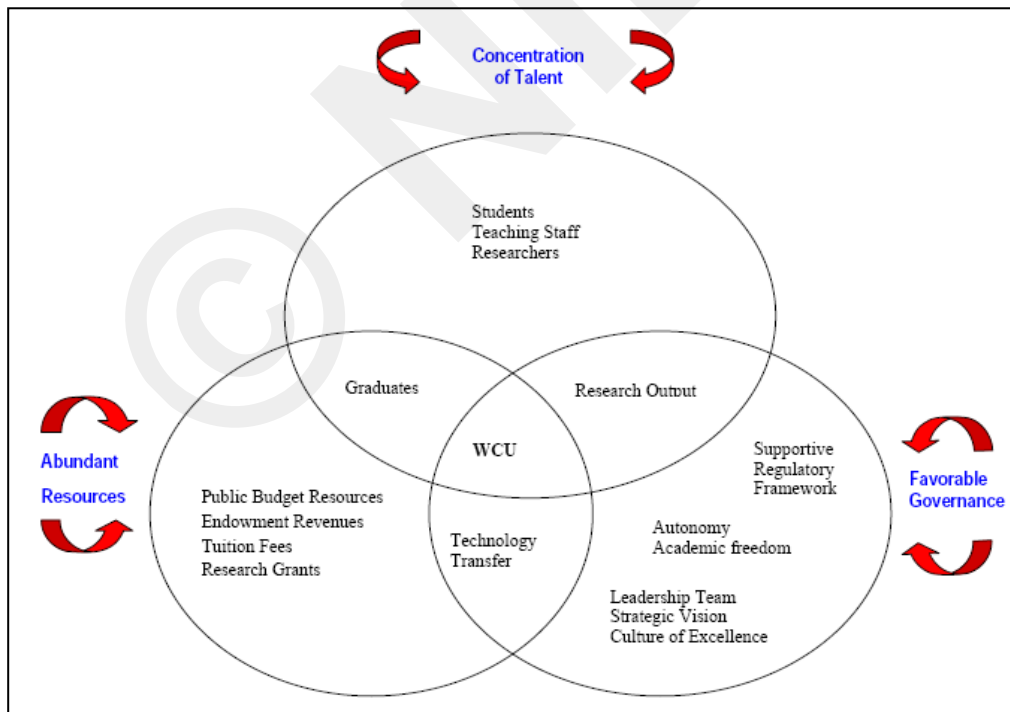 Concentration
of Talent
Students
Teaching Staff
Researchers
Graduates
Research Output
WCU
Abundant
Resources
Supportive
Regulatory
Framework
Favorable
Governance
Public Budget Resources
Endowment Revenues
Tuition Fees
Research Grants
Technology
Transfer
Autonomy
Academic freedom
Leadership Team
Strategic Vision
Culture of Excellence